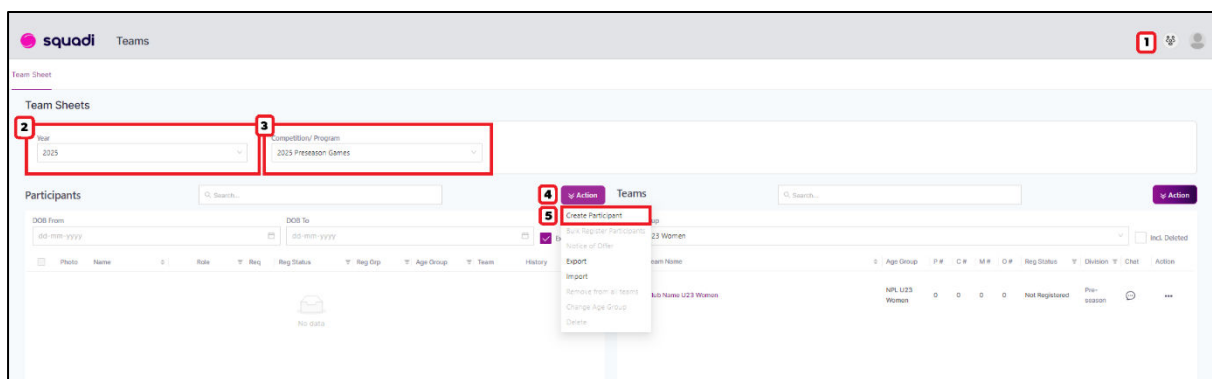 squadi Teams
1
Team Sheet
Team Sheets
2
3
Year
Competition/ Program
2025
2025 Preseason Games
Participants
Search...
4
Action
Teams
Search...
Action
5
Create Participant
DOB From
DOB To
Bulk Register Participants
dd-mm-yyyy
dd-mm-yyyy
23 Women
Incl. Deleted
Notice of Offer
Photo Name Role Req Reg Status Reg Grp Age Group Team History
Export
eam Name Age Group P # C # M # O # Reg Status Division Chat Action
Import
Remove from all teams
lub Name U23 Women NPL U23 Women 0 0 0 0 Not Registered Pre-season
Change Age Group
No data
Delete